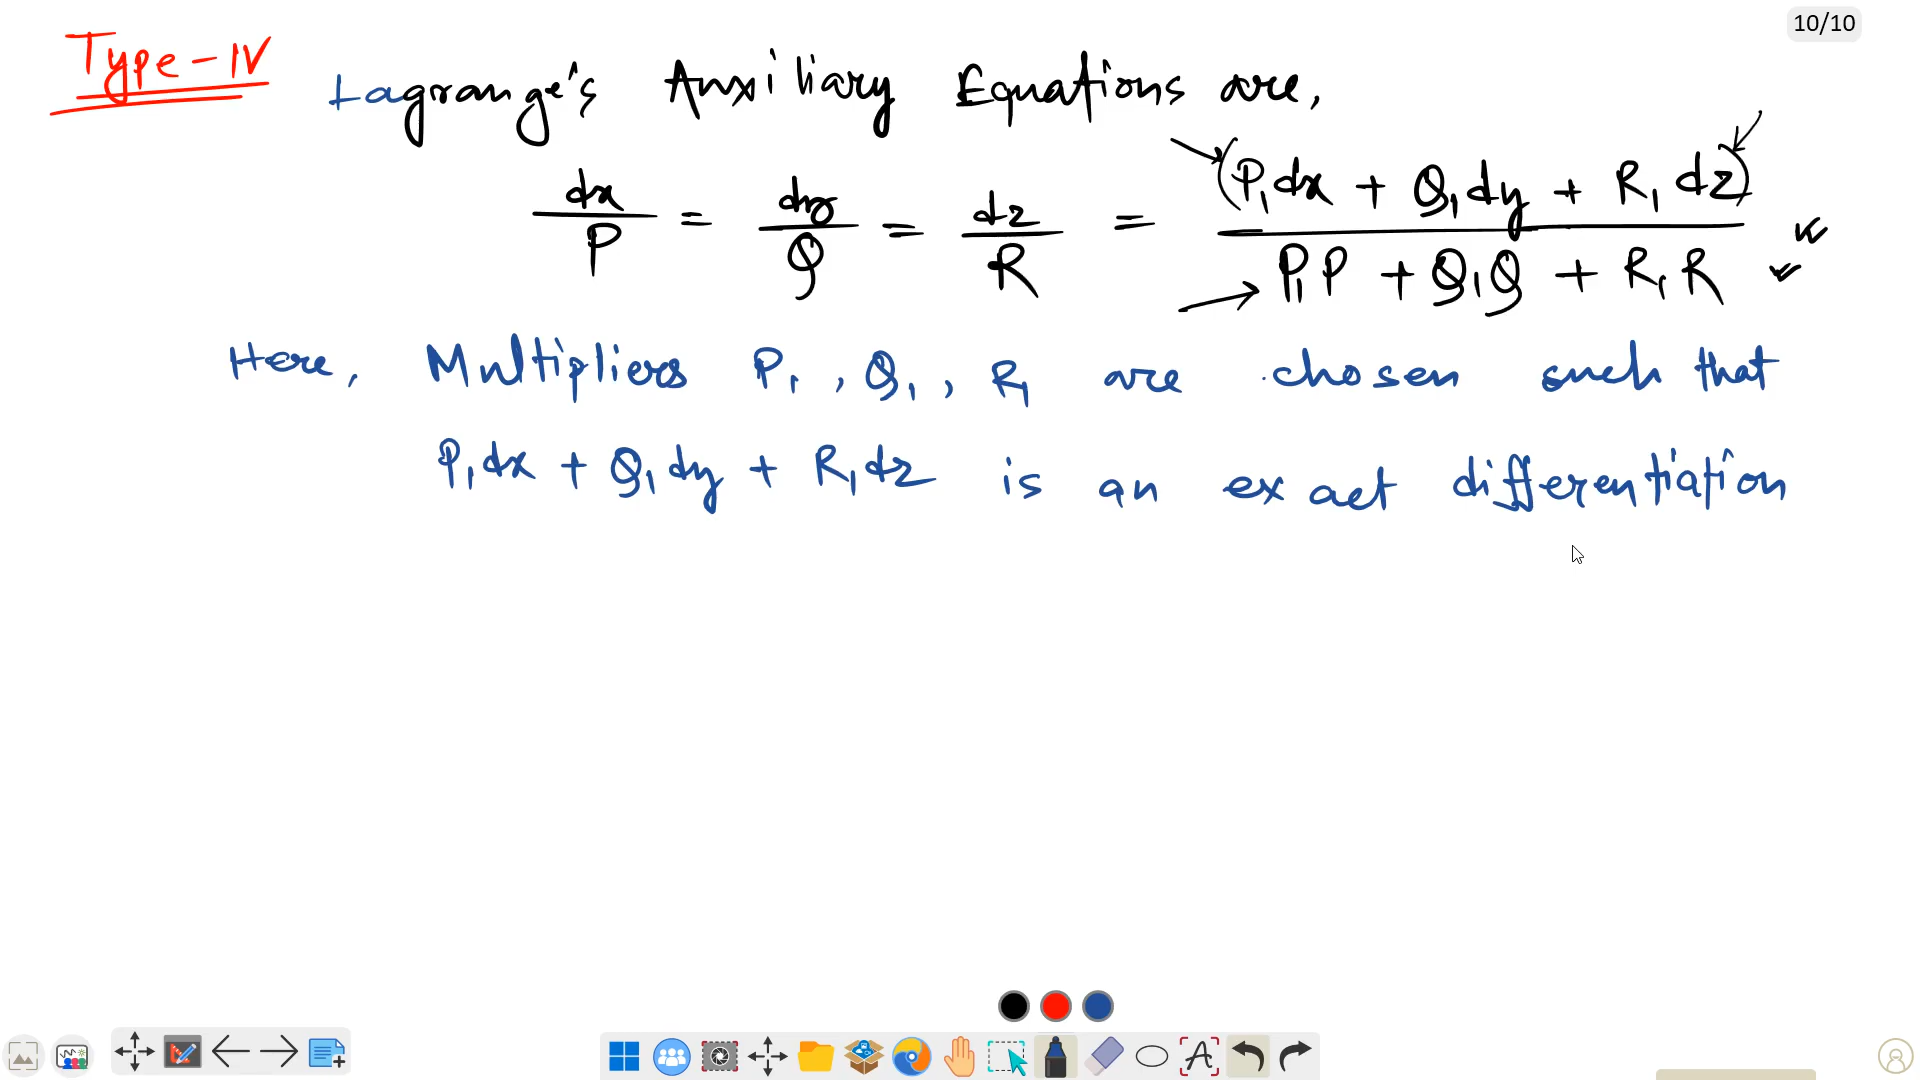 10/10
Type-IV
Lagrange's Auxiliary Equations are,
dx/P = dy/Q = dz/R = (P₁dx + Q₁dy + R₁dz)/P₁P + Q₁Q + R₁R
Here, Multipliers P₁, Q₁, R₁ are chosen such that
P₁dx + Q₁dy + R₁dz is an exact differentiation